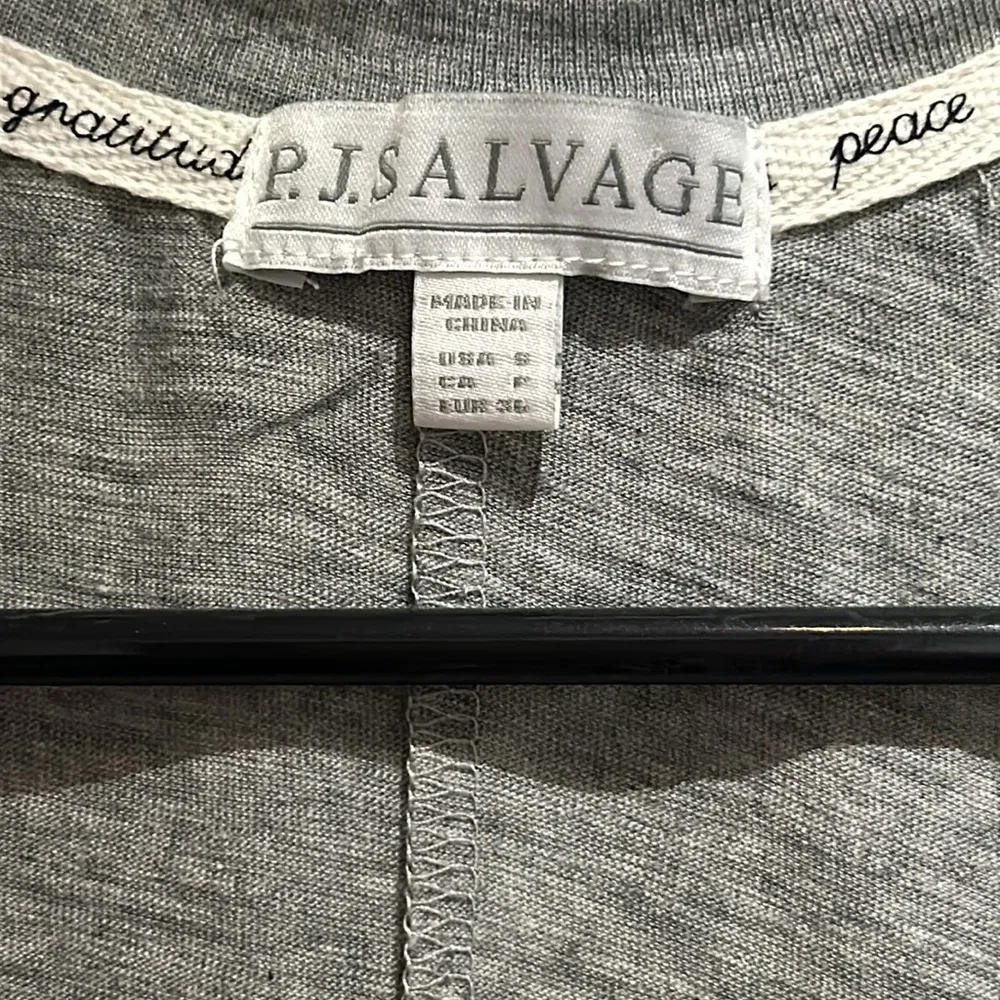 gratitud
P.J.SALVAGE
peace
MADE IN
CHINA
USA S
CA P
EUR 36